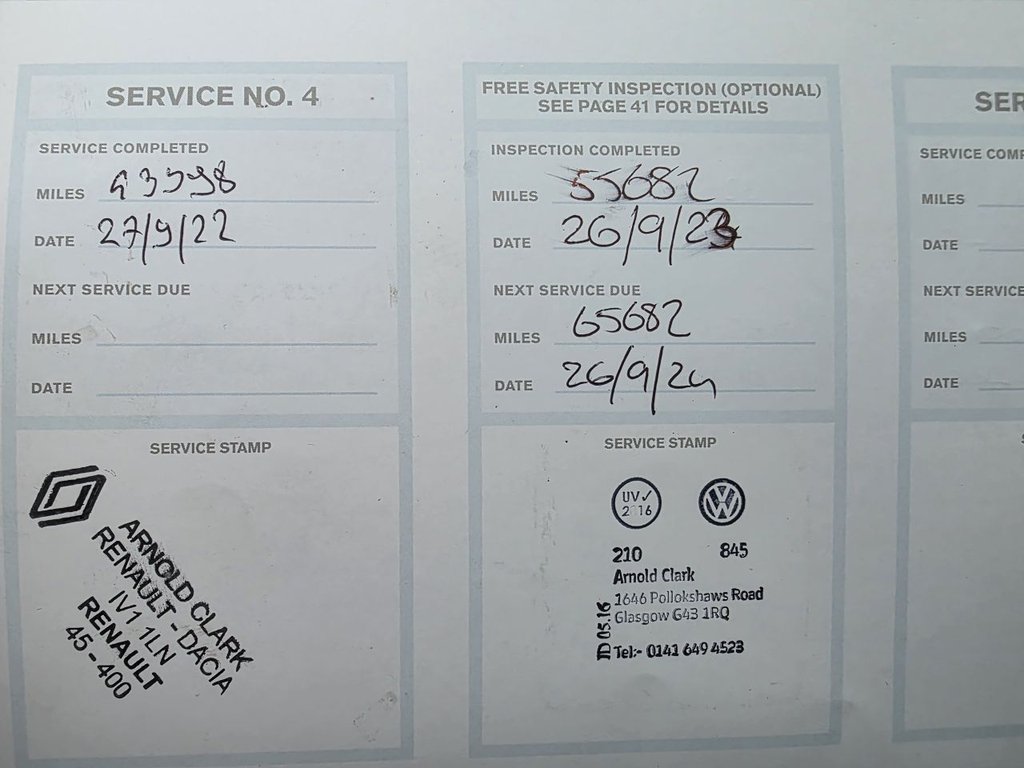 SERVICE NO. 4
SERVICE COMPLETED
MILES 43998
DATE 27/9/22
NEXT SERVICE DUE
MILES
DATE
SERVICE STAMP
ARNOLD CLARK
RENAULT - DACIA
IV1 1LN
RENAULT
45 - 400
FREE SAFETY INSPECTION (OPTIONAL)
SEE PAGE 41 FOR DETAILS
INSPECTION COMPLETED
MILES 55682
DATE 26/9/23
NEXT SERVICE DUE
MILES 65682
DATE 26/9/24
SERVICE STAMP
UV✓
2016
210 845
Arnold Clark
1646 Pollokshaws Road
Glasgow G43 1RQ
Tel:- 0141 649 4523
JD 05.16
SER
SERVICE COMP
MILES
DATE
NEXT SERVICE
MILES
DATE
S